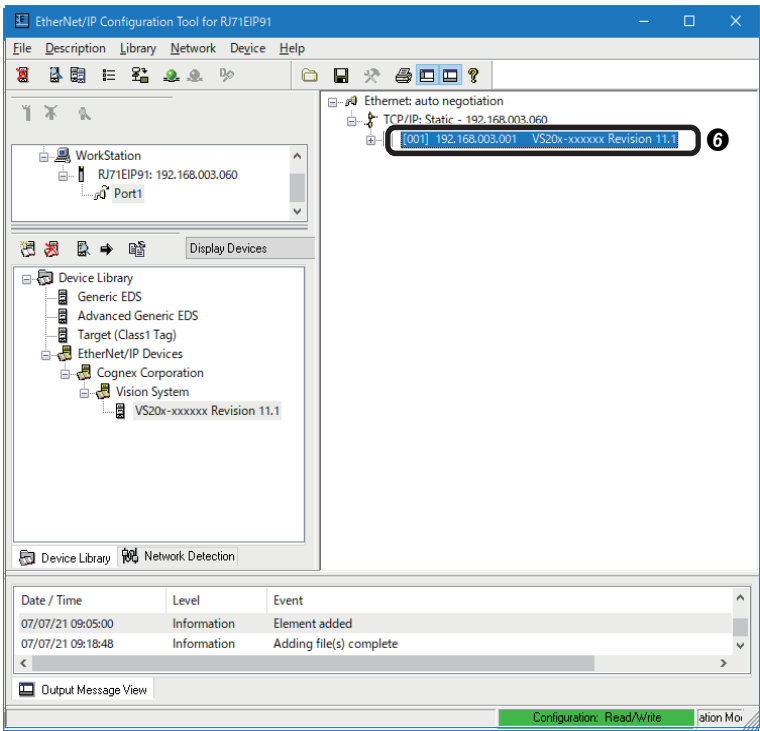 EtherNet/IP Configuration Tool for RJ71EIP91
File Description Library Network Device Help
WorkStation
RJ71EIP91: 192.168.003.060
Port1
Display Devices
Device Library
Generic EDS
Advanced Generic EDS
Target (Class1 Tag)
EtherNet/IP Devices
Cognex Corporation
Vision System
VS20x-xxxxxx Revision 11.1
Device Library Network Detection
Ethernet: auto negotiation
TCP/IP: Static - 192.168.003.060
[001] 192.168.003.001 VS20x-xxxxxx Revision 11.1
6
Date / Time Level Event
07/07/21 09:05:00 Information Element added
07/07/21 09:18:48 Information Adding file(s) complete
Output Message View
Configuration: Read/Write ation Mo